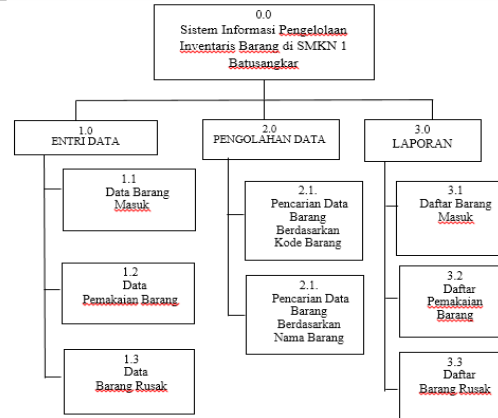 0.0
Sistem Informasi Pengelolaan
Inventaris Barang di SMKN 1
Batusangkar
1.0
ENTRI DATA
2.0
PENGOLAHAN DATA
3.0
LAPORAN
1.1
Data Barang
Masuk
1.2
Data
Pemakaian Barang
1.3
Data
Barang Rusak
2.1.
Pencarian Data
Barang
Berdasarkan
Kode Barang
2.1.
Pencarian Data
Barang
Berdasarkan
Nama Barang
3.1
Daftar Barang
Masuk
3.2
Daftar
Pemakaian
Barang
3.3
Daftar
Barang Rusak